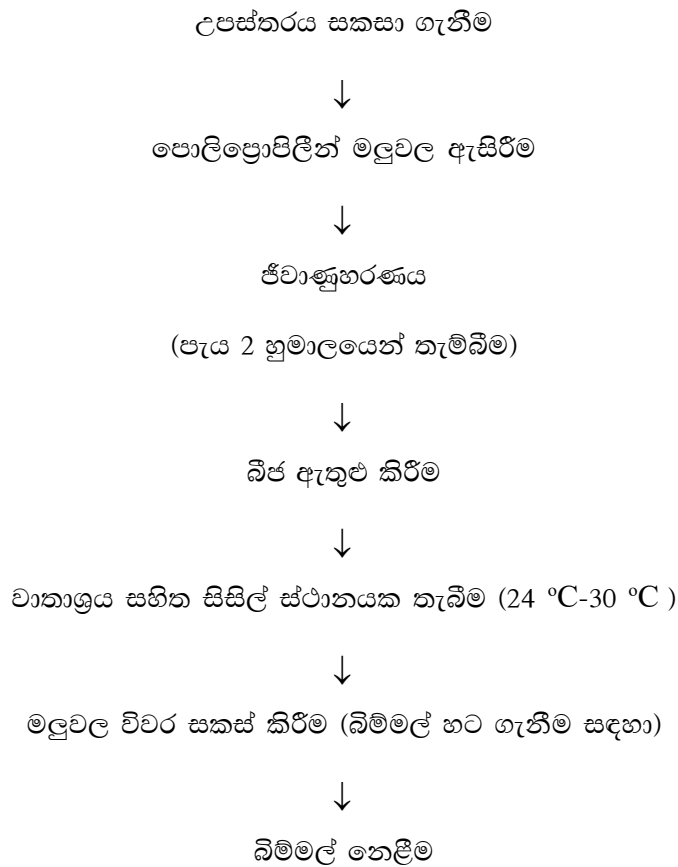 උපස්තරය සකසා ගැනීම
↓
පොලිප්‍රොපිලීන් මලුවල ඇසිරීම
↓
ජීවාණුහරණය
(පැය 2 හුමාලයෙන් තැම්බීම)
↓
බීජ ඇතුළු කිරීම
↓
වාතාශ්‍රය සහිත සිසිල් ස්ථානයක තැබීම (24 ºC-30 ºC )
↓
මලුවල විවර සකස් කිරීම (බිම්මල් හට ගැනීම සඳහා)
↓
බිම්මල් නෙළීම